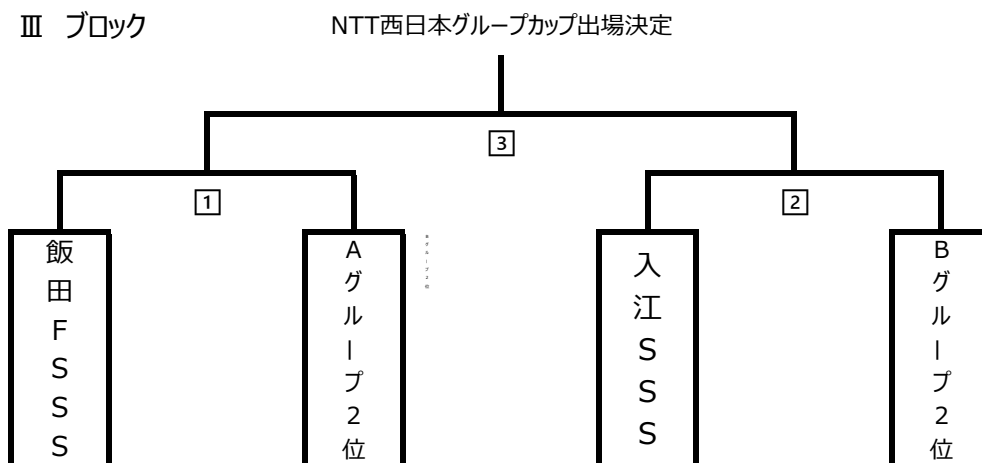 Ⅲ ブロック
NTT西日本グループカップ出場決定
3
1
2
飯田FSSS
Aグループ2位
入江SSS
Bグループ2位